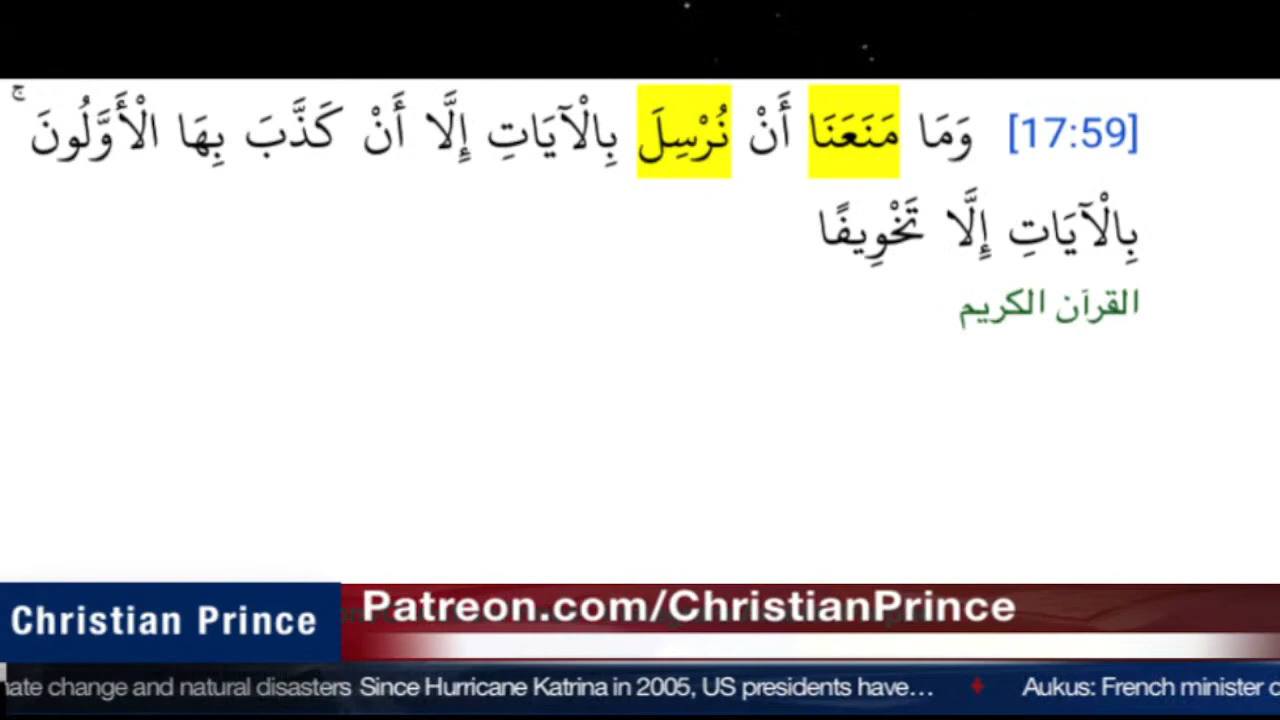 [17:59] وَمَا مَنَعَنَا أَنْ نُرْسِلَ بِالْآيَاتِ إِلَّا أَنْ كَذَّبَ بِهَا الْأَوَّلُونَ ۚ
بِالْآيَاتِ إِلَّا تَخْوِيفًا
القرآن الكريم
Christian Prince
Patreon.com/ChristianPrince
nate change and natural disasters Since Hurricane Katrina in 2005, US presidents have... Aukus: French minister